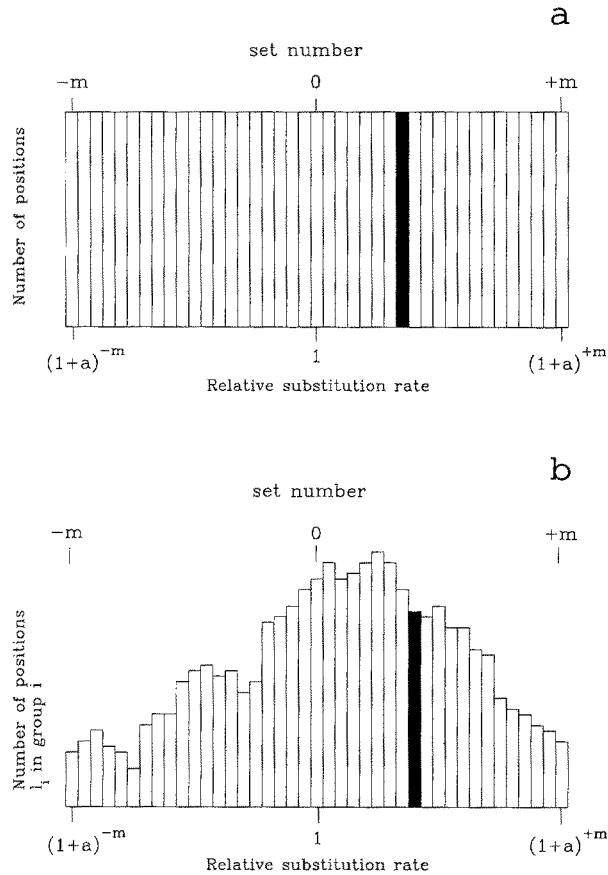 a
set number
−m 0 +m
Number of positions
(1+a)^−m 1 (1+a)^+m
Relative substitution rate
b
set number
−m 0 +m
Number of positions
l_i in group i
(1+a)^−m 1 (1+a)^+m
Relative substitution rate